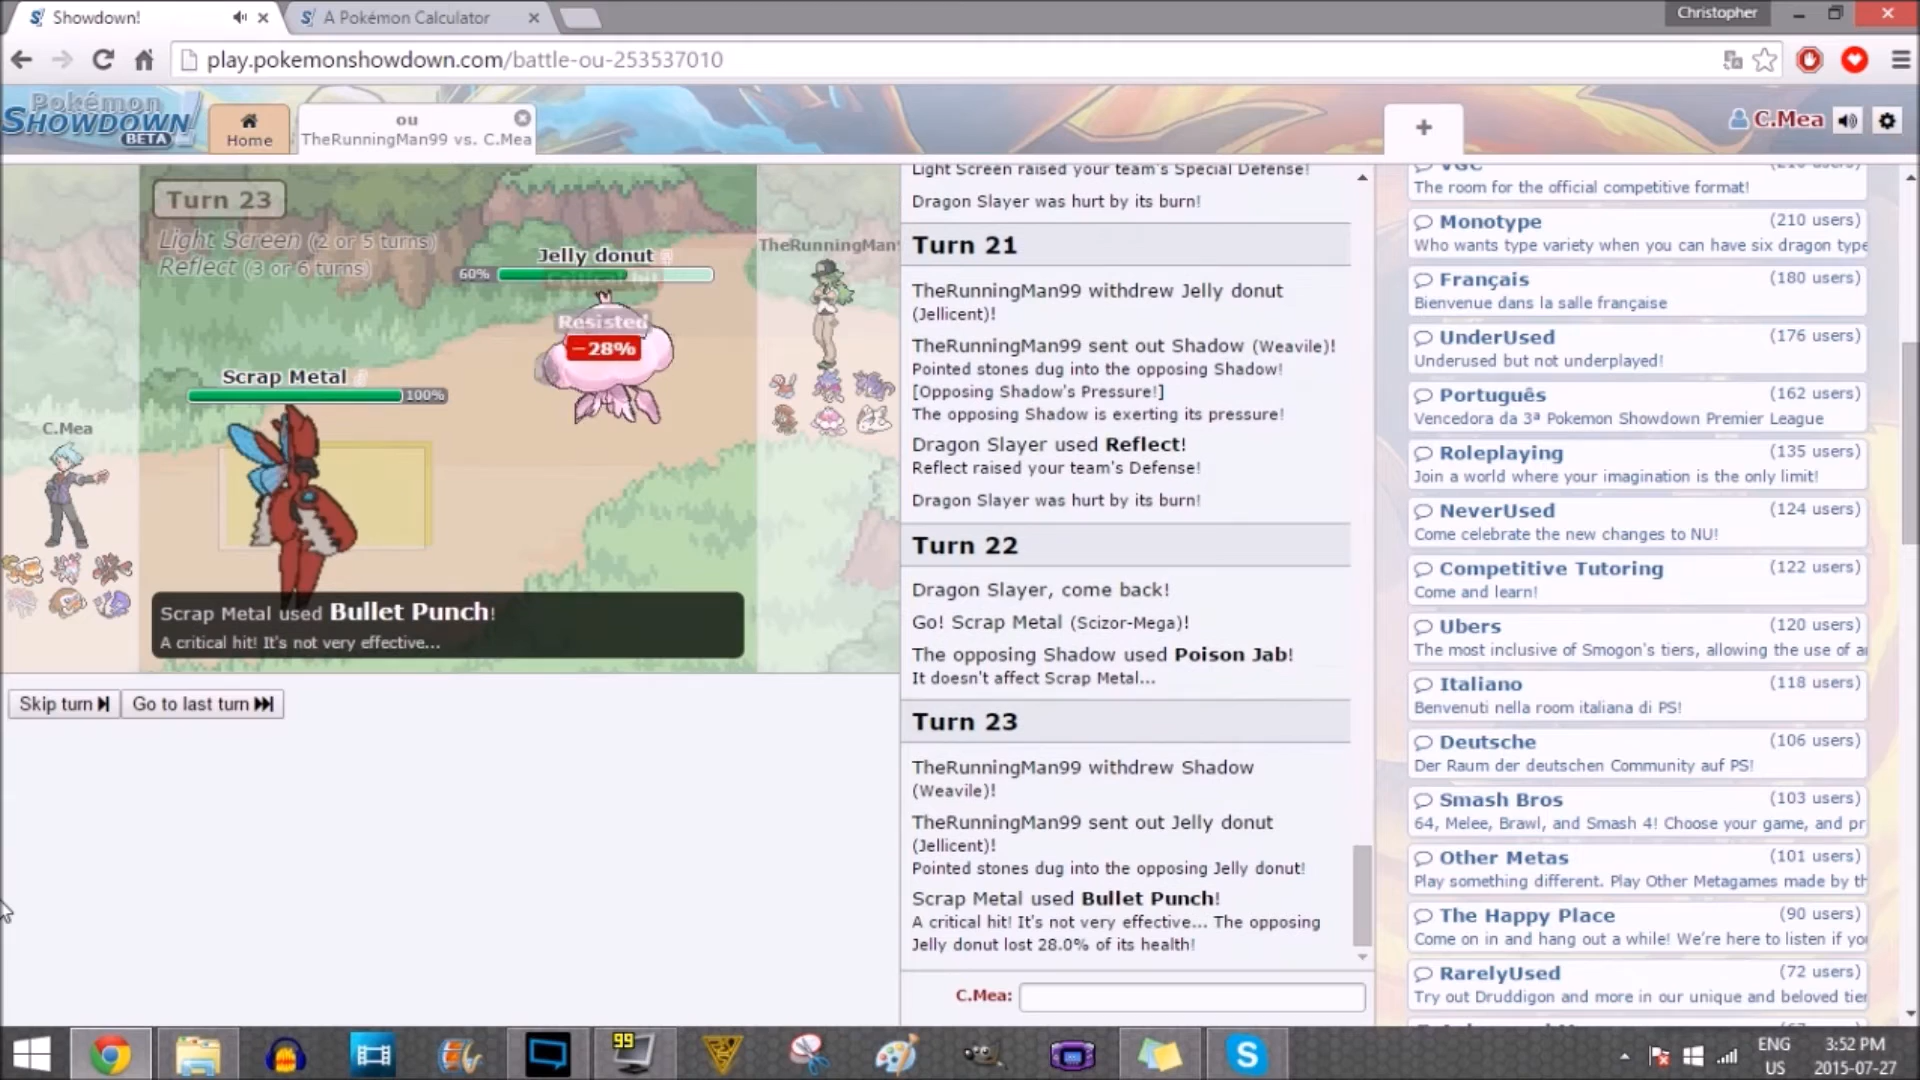 Showdown!
A Pokémon Calculator
Christopher
play.pokemonshowdown.com/battle-ou-253537010
Pokémon
SHOWDOWN!
BETA
Home
ou
TheRunningMan99 vs. C.Mea
+
C.Mea
Turn 23
Light Screen (2 or 5 turns)
Reflect (3 or 6 turns)
Jelly donut
60%
Resisted
−28%
Scrap Metal
100%
C.Mea
TheRunningMan
Scrap Metal used Bullet Punch!
A critical hit! It's not very effective...
Skip turn
Go to last turn
Light Screen raised your team's Special Defense!
Dragon Slayer was hurt by its burn!
Turn 21
TheRunningMan99 withdrew Jelly donut
(Jellicent)!
TheRunningMan99 sent out Shadow (Weavile)!
Pointed stones dug into the opposing Shadow!
[Opposing Shadow's Pressure!]
The opposing Shadow is exerting its pressure!
Dragon Slayer used Reflect!
Reflect raised your team's Defense!
Dragon Slayer was hurt by its burn!
Turn 22
Dragon Slayer, come back!
Go! Scrap Metal (Scizor-Mega)!
The opposing Shadow used Poison Jab!
It doesn't affect Scrap Metal...
Turn 23
TheRunningMan99 withdrew Shadow
(Weavile)!
TheRunningMan99 sent out Jelly donut
(Jellicent)!
Pointed stones dug into the opposing Jelly donut!
Scrap Metal used Bullet Punch!
A critical hit! It's not very effective... The opposing
Jelly donut lost 28.0% of its health!
C.Mea:
VGC
The room for the official competitive format!
Monotype (210 users)
Who wants type variety when you can have six dragon type
Français (180 users)
Bienvenue dans la salle française
UnderUsed (176 users)
Underused but not underplayed!
Português (162 users)
Vencedora da 3ª Pokemon Showdown Premier League
Roleplaying (135 users)
Join a world where your imagination is the only limit!
NeverUsed (124 users)
Come celebrate the new changes to NU!
Competitive Tutoring (122 users)
Come and learn!
Ubers (120 users)
The most inclusive of Smogon's tiers, allowing the use of a
Italiano (118 users)
Benvenuti nella room italiana di PS!
Deutsche (106 users)
Der Raum der deutschen Community auf PS!
Smash Bros (103 users)
64, Melee, Brawl, and Smash 4! Choose your game, and pr
Other Metas (101 users)
Play something different. Play Other Metagames made by th
The Happy Place (90 users)
Come on in and hang out a while! We're here to listen if yo
RarelyUsed (72 users)
Try out Druddigon and more in our unique and beloved tier
99
ENG
US
3:52 PM
2015-07-27